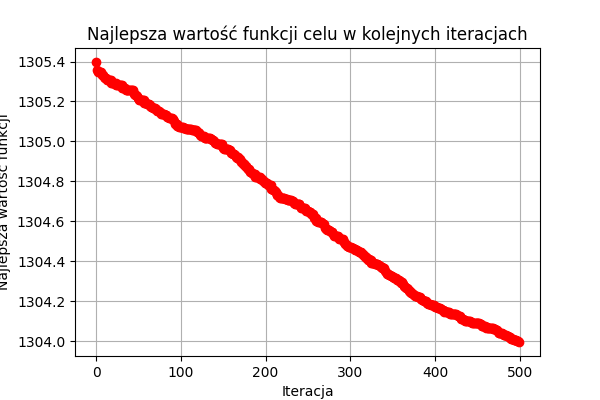 Najlepsza wartość funkcji celu w kolejnych iteracjach
Najlepsza wartość funkcji
1305.4
1305.2
1305.0
1304.8
1304.6
1304.4
1304.2
1304.0
0 100 200 300 400 500
Iteracja